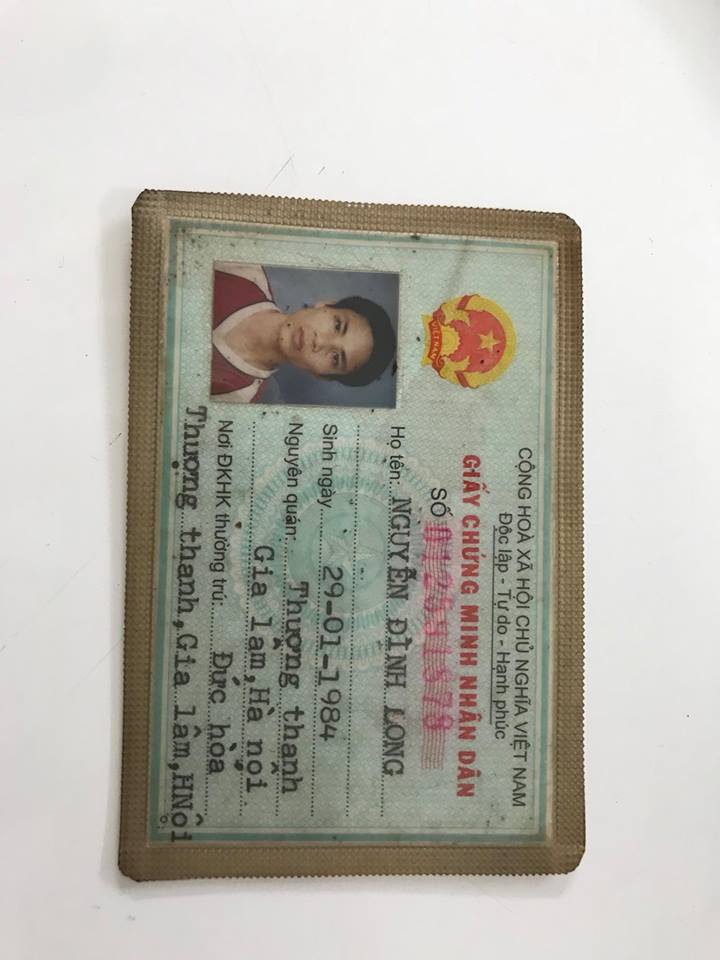 CỘNG HOÀ XÃ HỘI CHỦ NGHĨA VIỆT NAM
Độc lập - Tự do - Hạnh phúc
GIẤY CHỨNG MINH NHÂN DÂN
SỐ 012591879
Họ tên: NGUYỄN ĐÌNH LONG
Sinh ngày 29-01-1984
Nguyên quán: Thượng thanh
Gia lâm,Hà nội
Nơi ĐKHK thường trú: Đức hòa
Thượng thanh,Gia lâm,HNội
VIỆT NAM